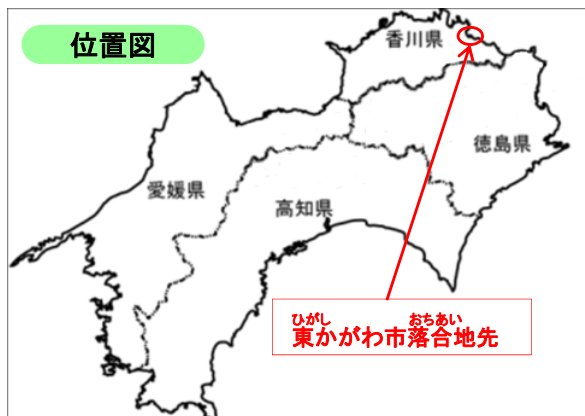 位置図
香川県
徳島県
愛媛県
高知県
ひがし おちあい
東かがわ市落合地先